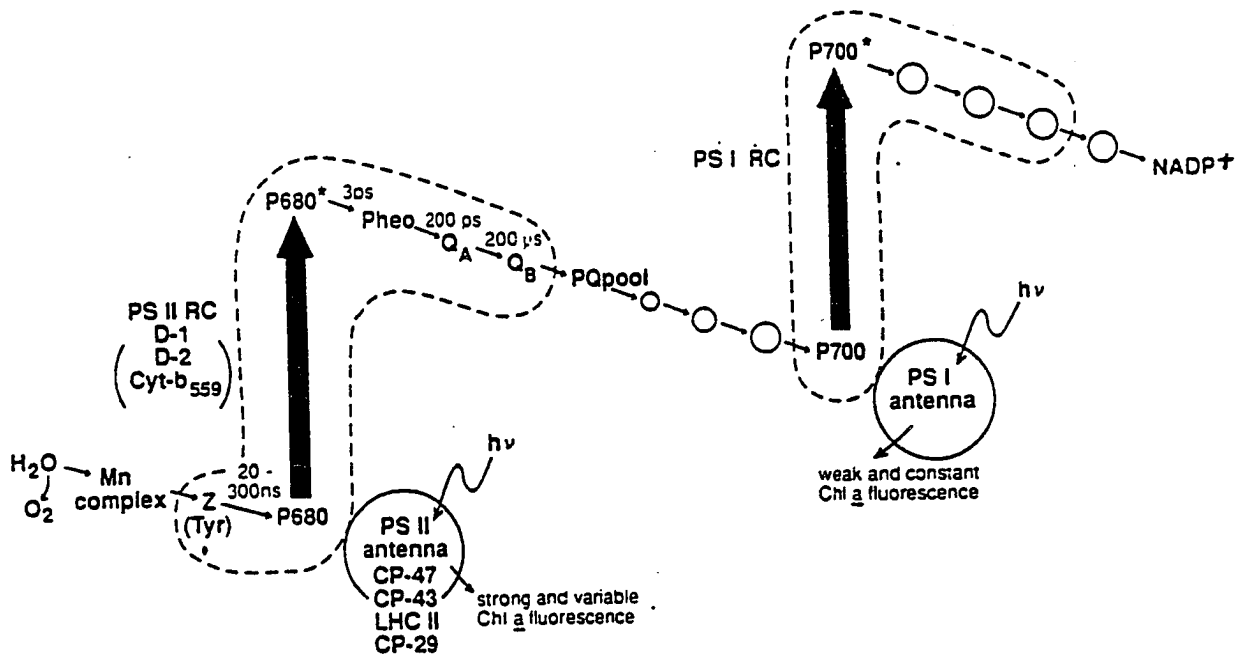 P700*
PS I RC
NADP+
P680*
3ps
Pheo
200 ps
QA
200 µs
QB
PQpool
hν
PS II RC
D-1
D-2
Cyt-b559
P700
PS I
antenna
weak and constant
Chl a fluorescence
H2O
O2
Mn
complex
Z
(Tyr)
20 -
300ns
P680
hν
PS II
antenna
CP-47
CP-43
LHC II
CP-29
strong and variable
Chl a fluorescence